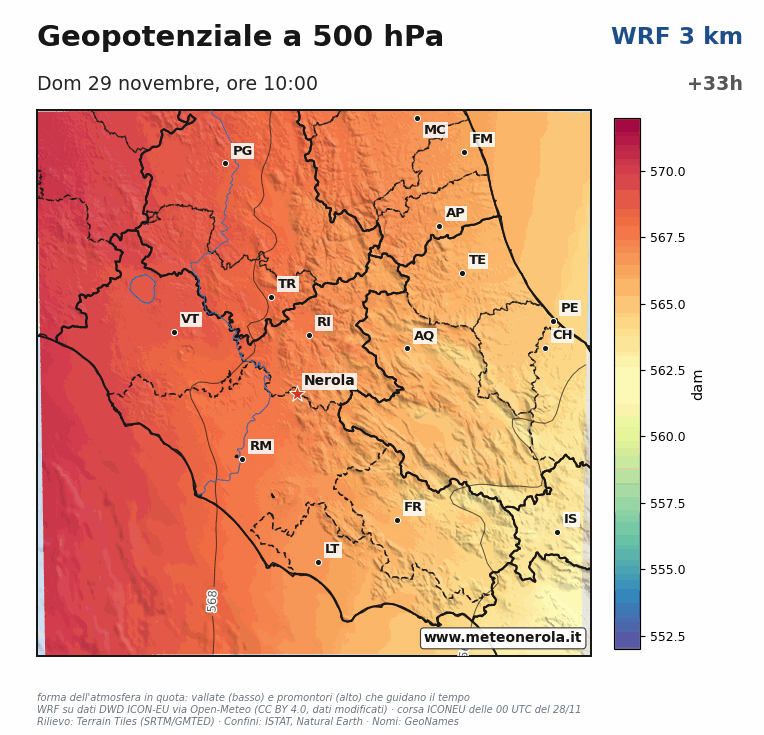 Geopotenziale a 500 hPa
WRF 3 km
Dom 29 novembre, ore 10:00
+33h
MC
FM
PG
AP
TE
TR
PE
VT
RI
AQ
CH
Nerola
RM
FR
IS
LT
568
www.meteonerola.it
570.0
567.5
565.0
562.5
560.0
557.5
555.0
552.5
dam
forma dell'atmosfera in quota: vallate (basso) e promontori (alto) che guidano il tempo
WRF su dati DWD ICON-EU via Open-Meteo (CC BY 4.0, dati modificati) · corsa ICONEU delle 00 UTC del 28/11
Rilievo: Terrain Tiles (SRTM/GMTED) · Confini: ISTAT, Natural Earth · Nomi: GeoNames